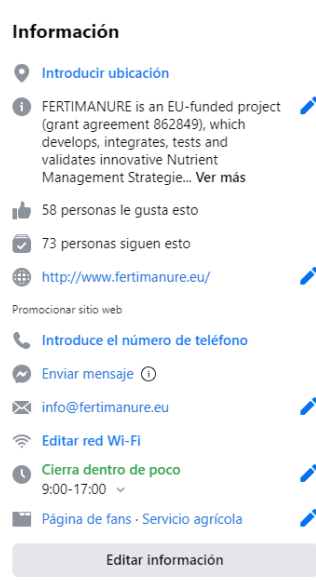 Información
Introducir ubicación
FERTIMANURE is an EU-funded project
(grant agreement 862849), which
develops, integrates, tests and
validates innovative Nutrient
Management Strategie... Ver más
58 personas le gusta esto
73 personas siguen esto
http://www.fertimanure.eu/
Promocionar sitio web
Introduce el número de teléfono
Enviar mensaje
info@fertimanure.eu
Editar red Wi-Fi
Cierra dentro de poco
9:00-17:00
Página de fans · Servicio agrícola
Editar información